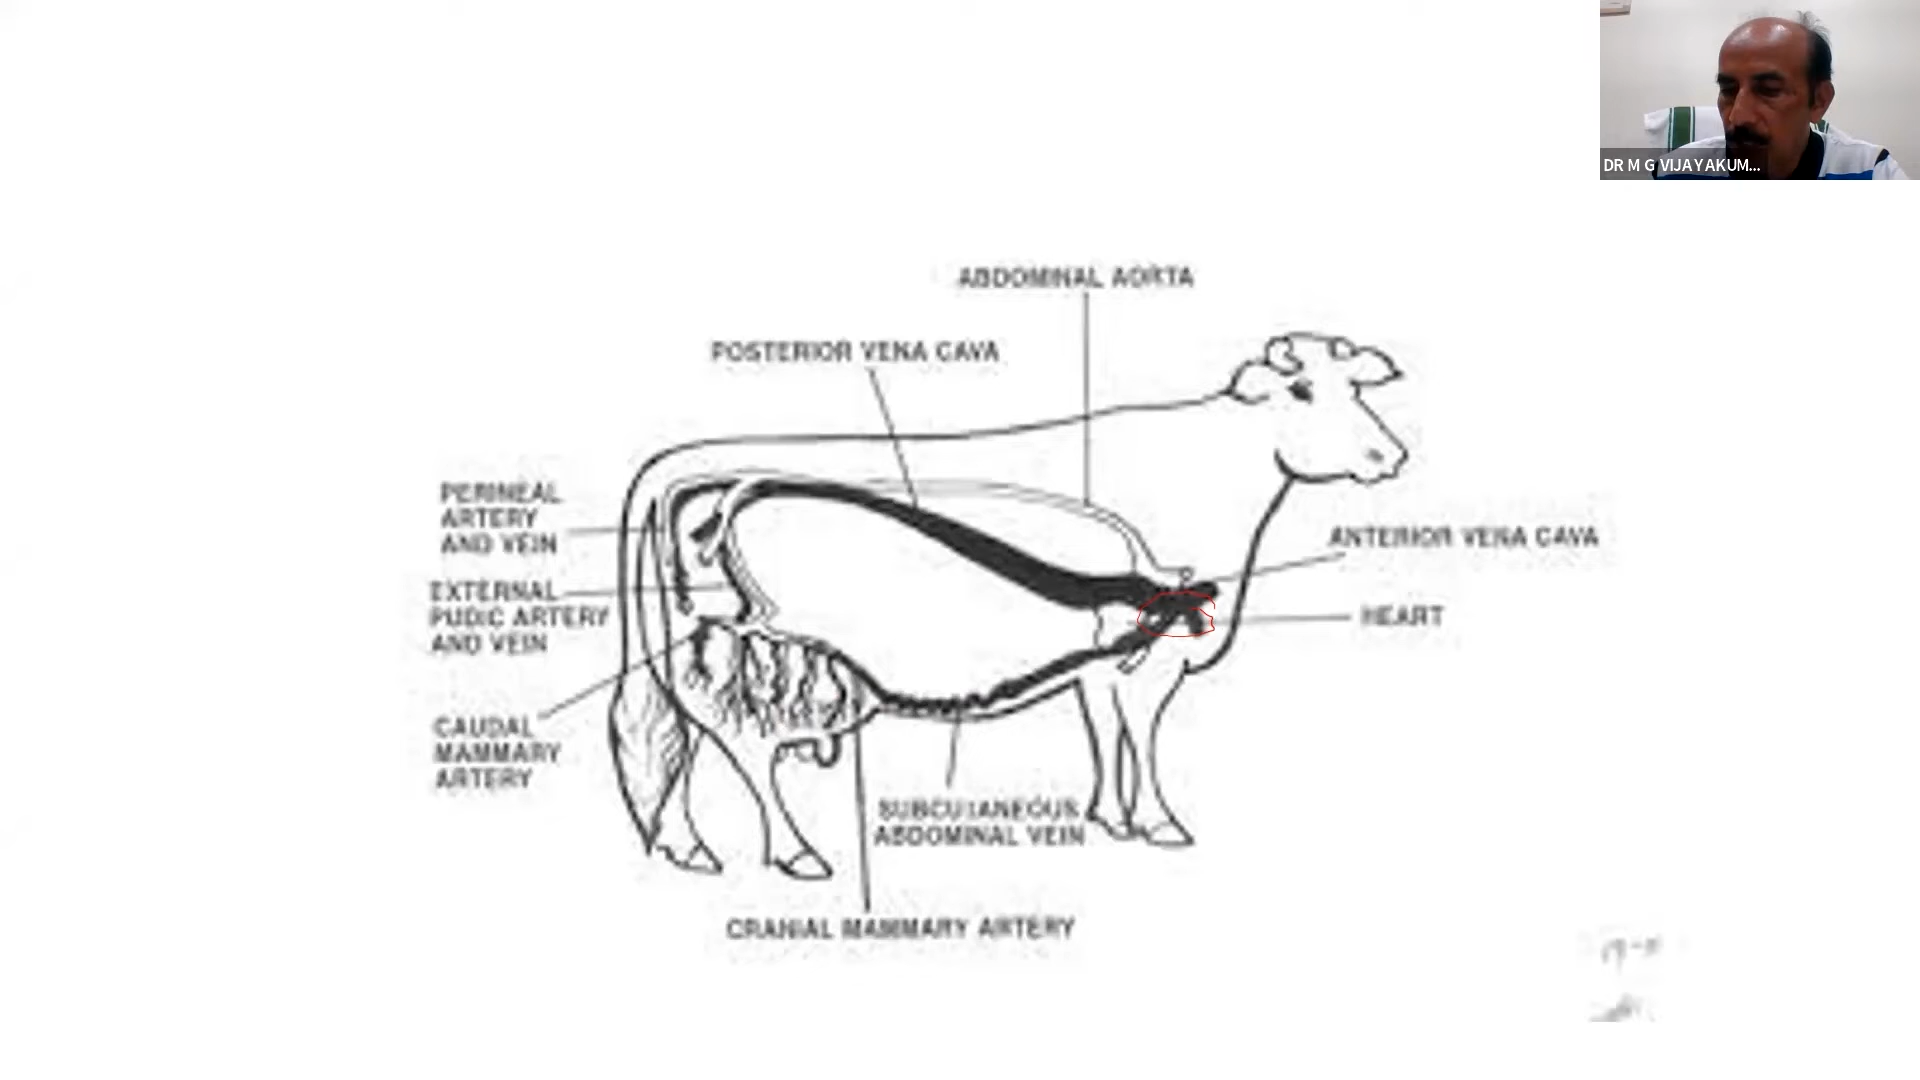 DR M G VIJAYAKUM...
ABDOMINAL AORTA
POSTERIOR VENA CAVA
PERINEAL
ARTERY
AND VEIN
ANTERIOR VENA CAVA
EXTERNAL
PUDIC ARTERY
AND VEIN
HEART
CAUDAL
MAMMARY
ARTERY
SUBCUTANEOUS
ABDOMINAL VEIN
CRANIAL MAMMARY ARTERY